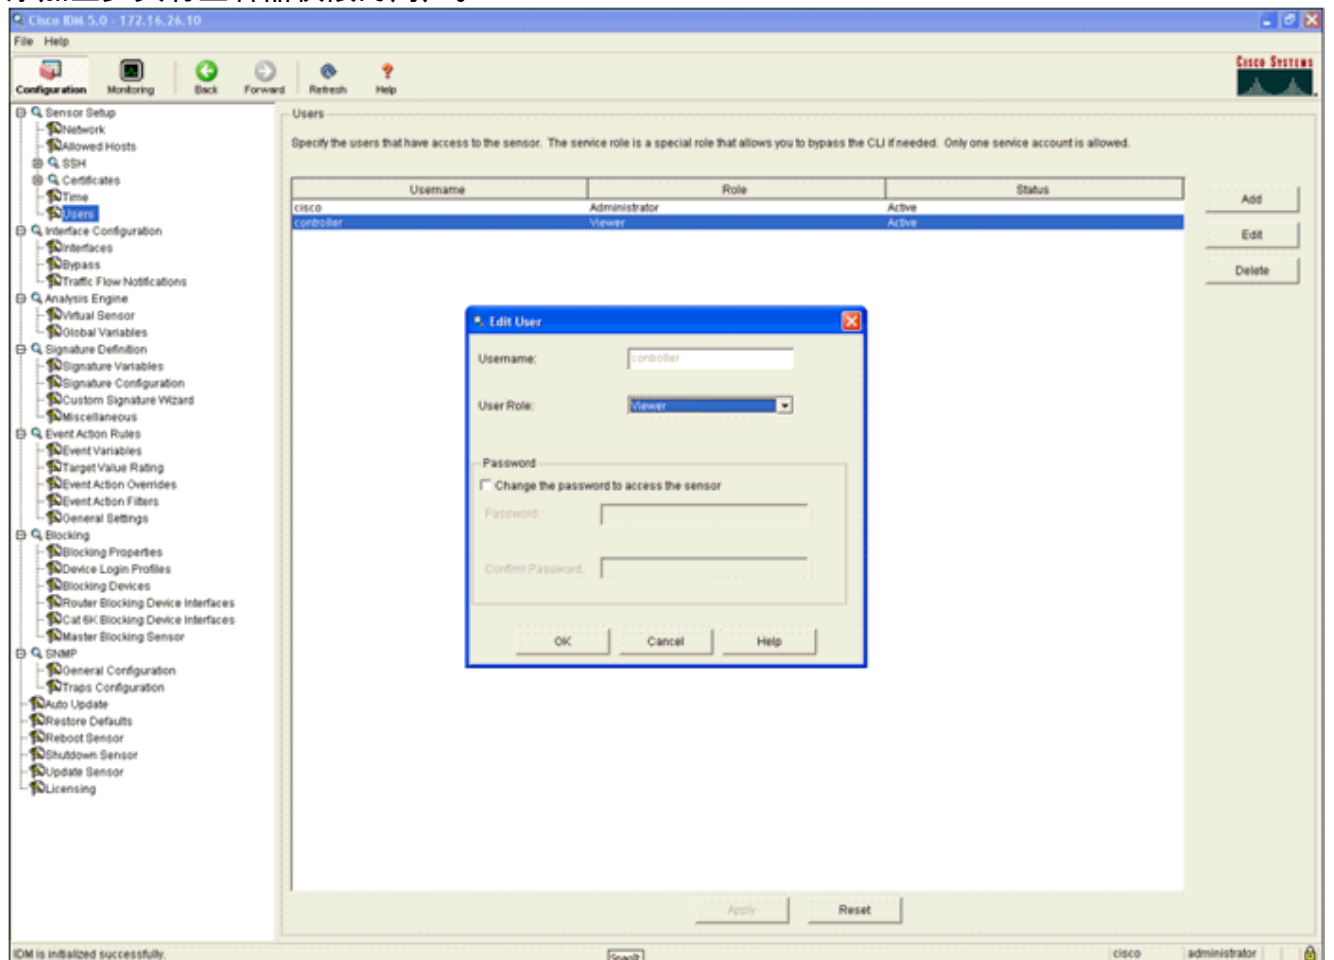 Cisco IDM 5.0 - 172.16.26.10
File Help
Configuration Monitoring Back Forward Refresh Help
CISCO SYSTEMS
Sensor Setup
Network
Allowed Hosts
SSH
Certificates
Time
Users
Interface Configuration
Interfaces
Bypass
Traffic Flow Notifications
Analysis Engine
Virtual Sensor
Global Variables
Signature Definition
Signature Variables
Signature Configuration
Custom Signature Wizard
Miscellaneous
Event Action Rules
Event Variables
Target Value Rating
Event Action Overrides
Event Action Filters
General Settings
Blocking
Blocking Properties
Device Login Profiles
Blocking Devices
Router Blocking Device Interfaces
Cat 6K Blocking Device Interfaces
Master Blocking Sensor
SNMP
General Configuration
Traps Configuration
Auto Update
Restore Defaults
Reboot Sensor
Shutdown Sensor
Update Sensor
Licensing
Users
Specify the users that have access to the sensor. The service role is a special role that allows you to bypass the CLI if needed. Only one service account is allowed.
Username Role Status
cisco Administrator Active
controller Viewer Active
Add
Edit
Delete
Edit User
Username: controller
User Role: Viewer
Password
Change the password to access the sensor
Password:
Confirm Password:
OK Cancel Help
Apply Reset
IDM is initialized successfully.
SnagIt
cisco administrator